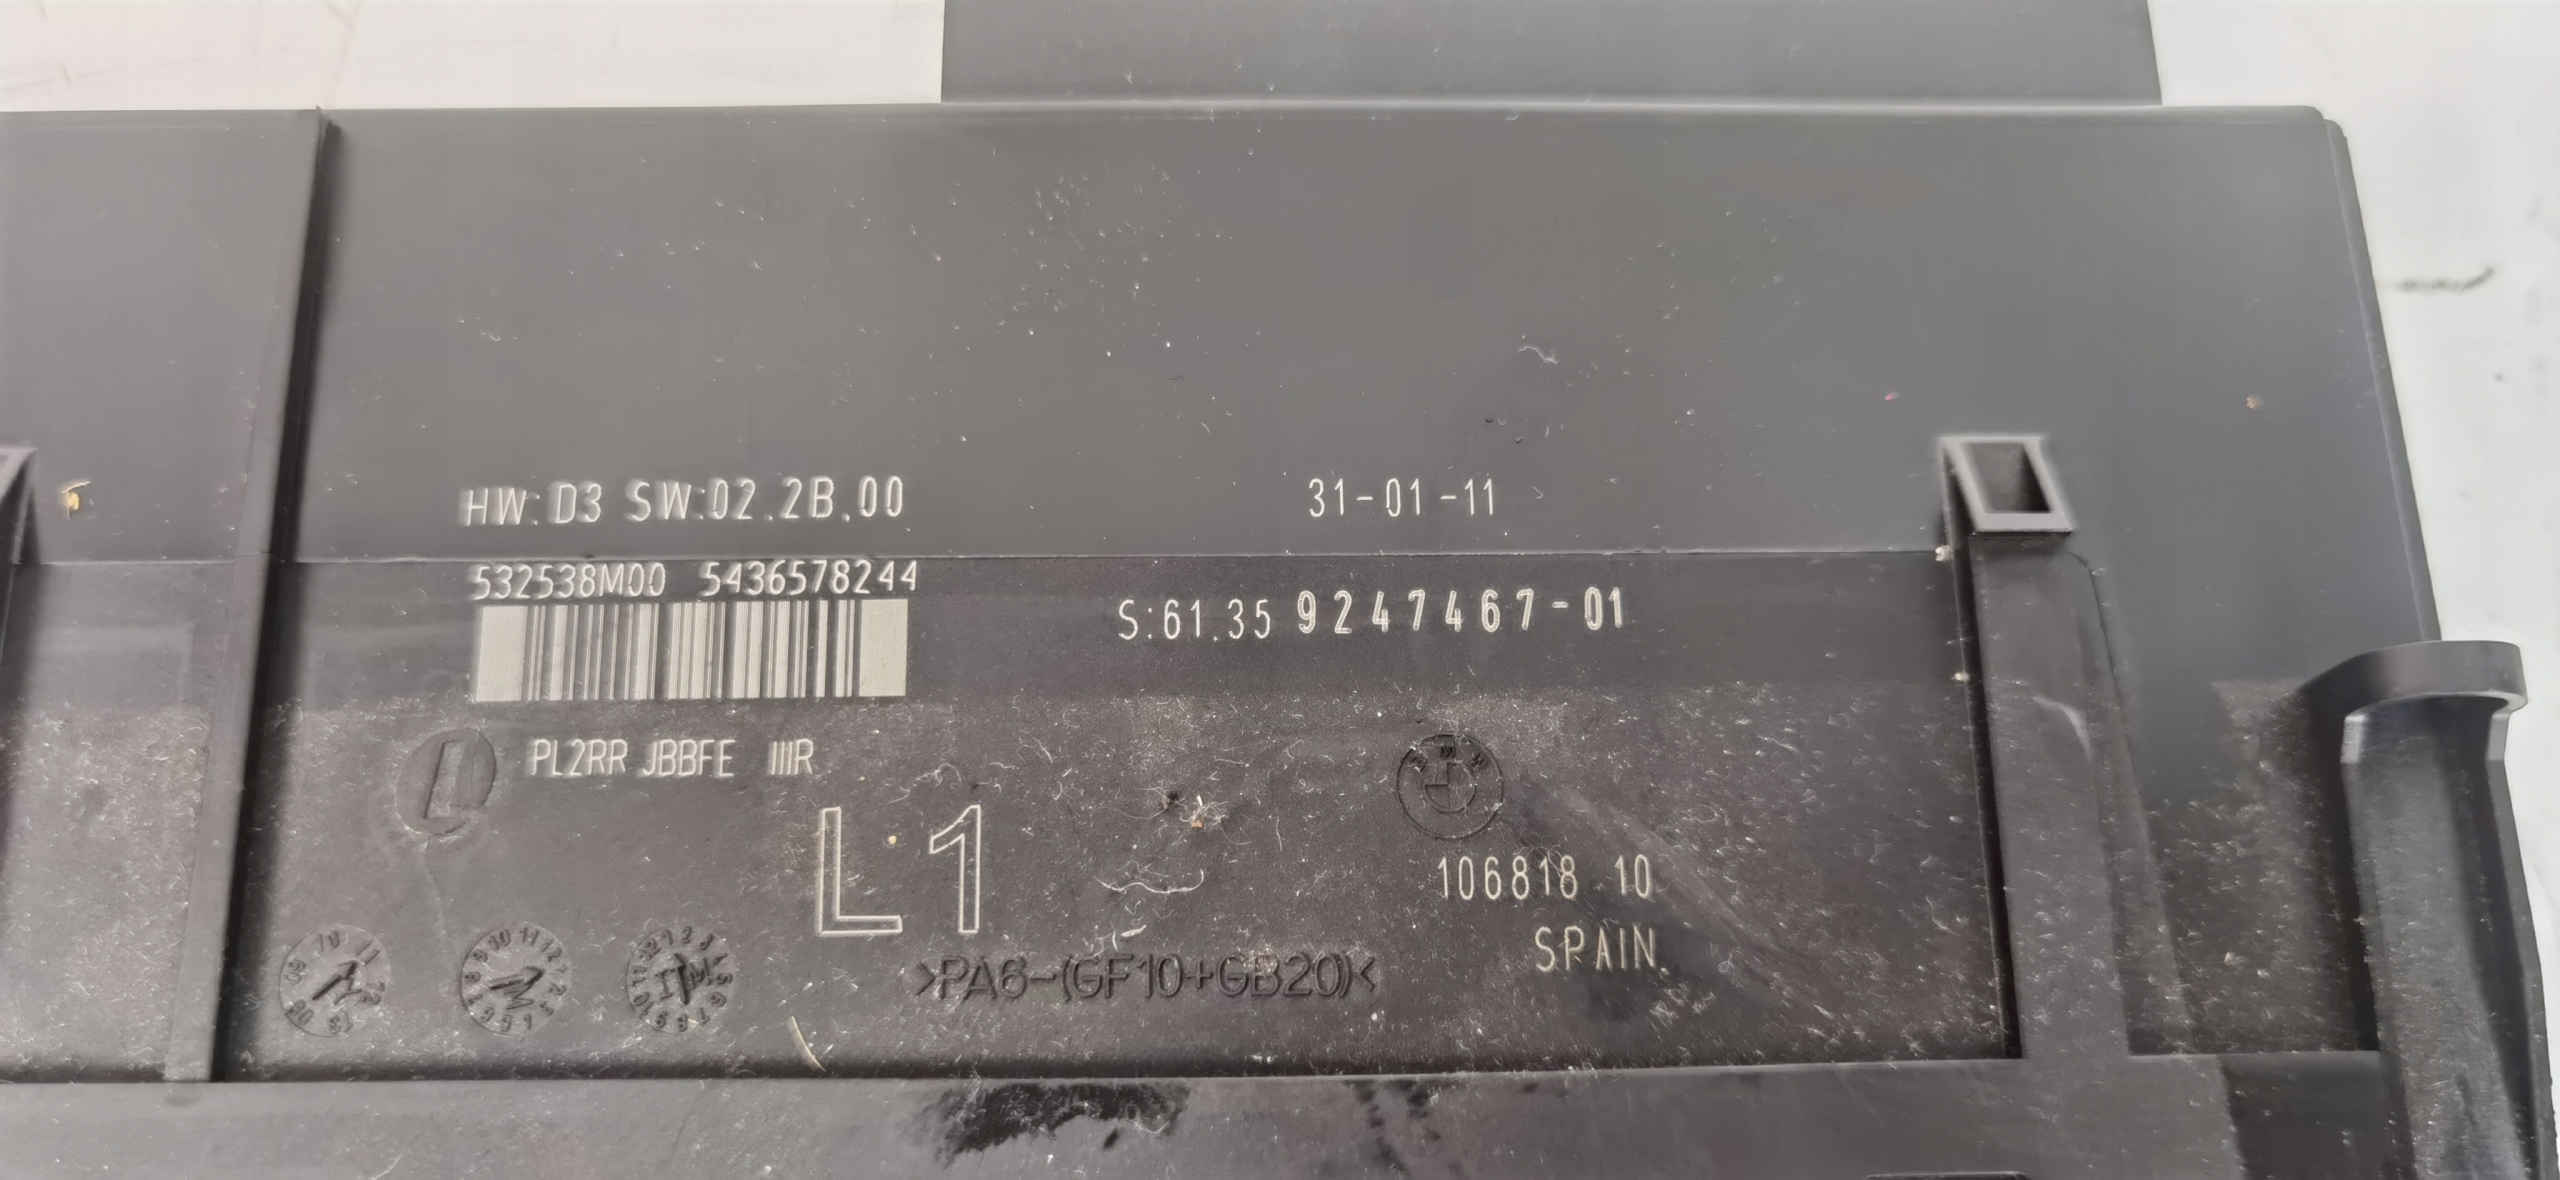 HW:D3 SW:02.2B.00
31-01-11
532538M00 5436578244
S:61.35 9247467-01
L
PL2RR JBBFE IIIR
BMW
L1
106818 10
SPAIN.
>PA6-(GF10+GB20)<